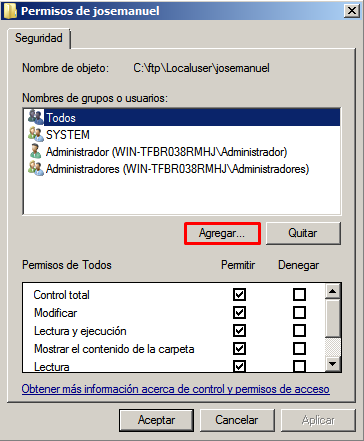 Permisos de josemanuel
Seguridad
Nombre de objeto: C:\ftp\Localuser\josemanuel
Nombres de grupos o usuarios:
Todos
SYSTEM
Administrador (WIN-TFBR038RMHJ\Administrador)
Administradores (WIN-TFBR038RMHJ\Administradores)
Agregar... Quitar
Permisos de Todos Permitir Denegar
Control total
Modificar
Lectura y ejecución
Mostrar el contenido de la carpeta
Lectura
Obtener más información acerca de control y permisos de acceso
Aceptar Cancelar Aplicar